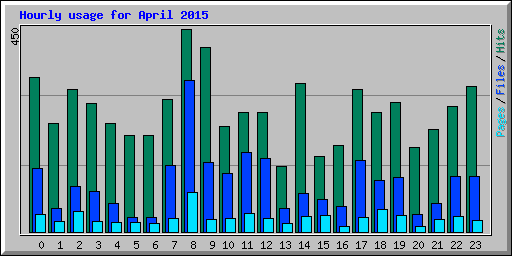 Hourly usage for April 2015
450
Pages/Files/Hits
0 1 2 3 4 5 6 7 8 9 10 11 12 13 14 15 16 17 18 19 20 21 22 23